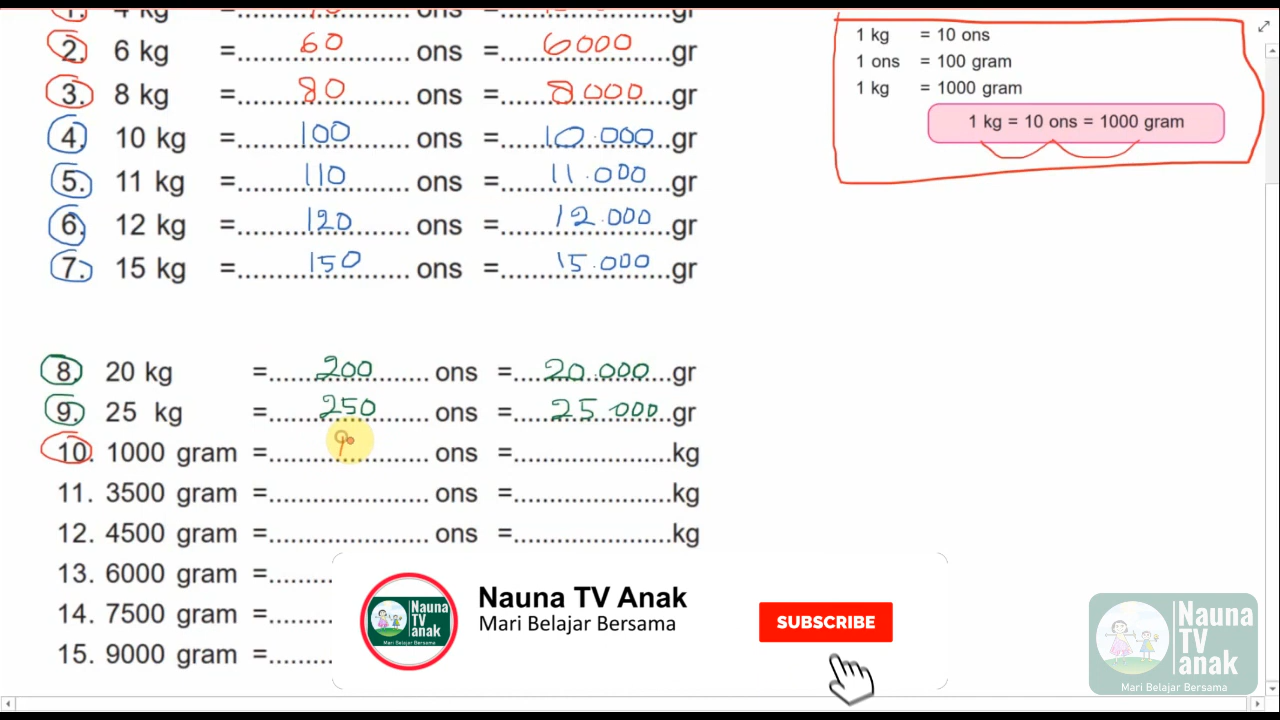 1. 4 kg =.......10....... ons =.............. gr
2. 6 kg =.......60....... ons =.......6000.......gr
3. 8 kg =.......80....... ons =.......8000.......gr
4. 10 kg =.......100....... ons =.......10.000.......gr
5. 11 kg =.......110....... ons =.......11.000.......gr
6. 12 kg =.......120....... ons =.......12.000.......gr
7. 15 kg =.......150....... ons =.......15.000.......gr
8. 20 kg =.......200....... ons =.......20.000.......gr
9. 25 kg =.......250....... ons =.......25.000.......gr
10. 1000 gram =..................... ons =.....................kg
11. 3500 gram =..................... ons =.....................kg
12. 4500 gram =..................... ons =.....................kg
13. 6000 gram =........
14. 7500 gram =........
15. 9000 gram =........
1 kg = 10 ons
1 ons = 100 gram
1 kg = 1000 gram
1 kg = 10 ons = 1000 gram
Nauna TV anak
Nauna TV Anak
Mari Belajar Bersama
SUBSCRIBE
Nauna
TV
anak
Mari Belajar Bersama